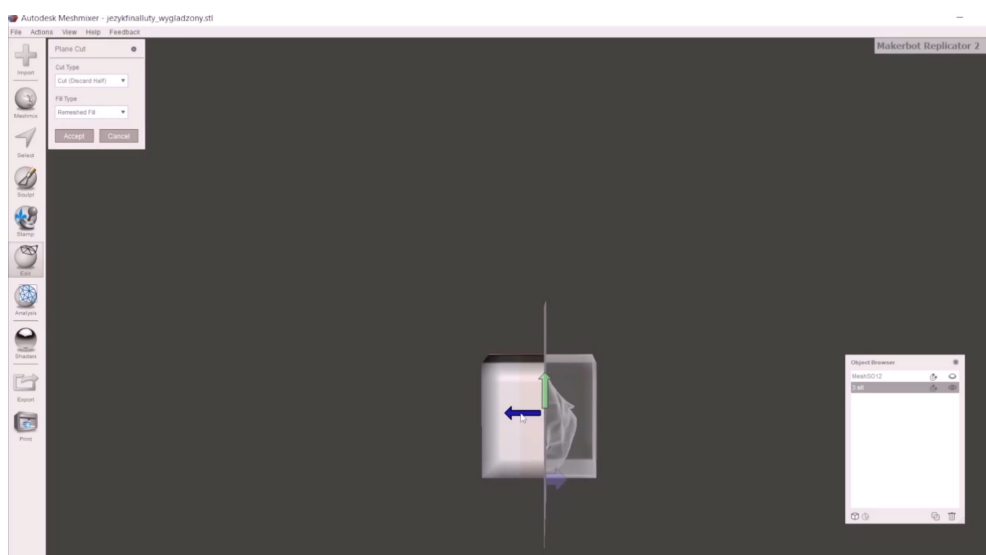 Autodesk Meshmixer - jezykfinalluty_wygladzony.stl
File Actions View Help Feedback
Makerbot Replicator 2
Import
Meshmix
Select
Sculpt
Stamp
Edit
Analysis
Shaders
Export
Print
Plane Cut
Cut Type
Cut (Discard Half)
Fill Type
Remeshed Fill
Accept Cancel
Object Browser